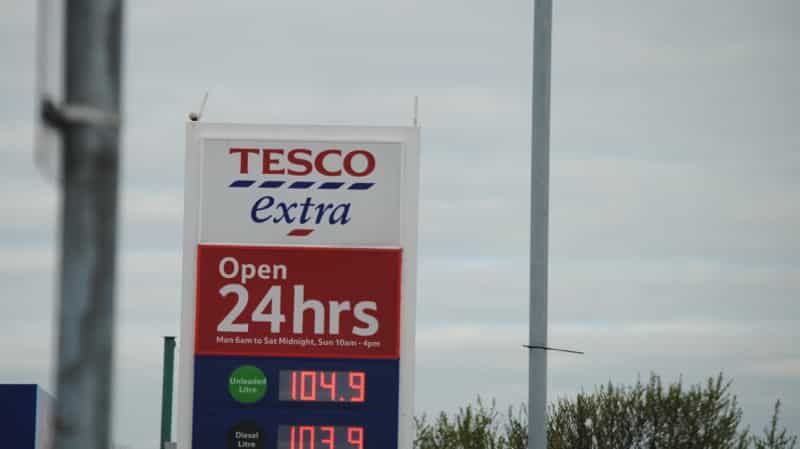 TESCO
extra
Open
24hrs
Mon 6am to Sat Midnight, Sun 10am - 4pm
Unleaded
Litre
104.9
Diesel
Litre
103.9